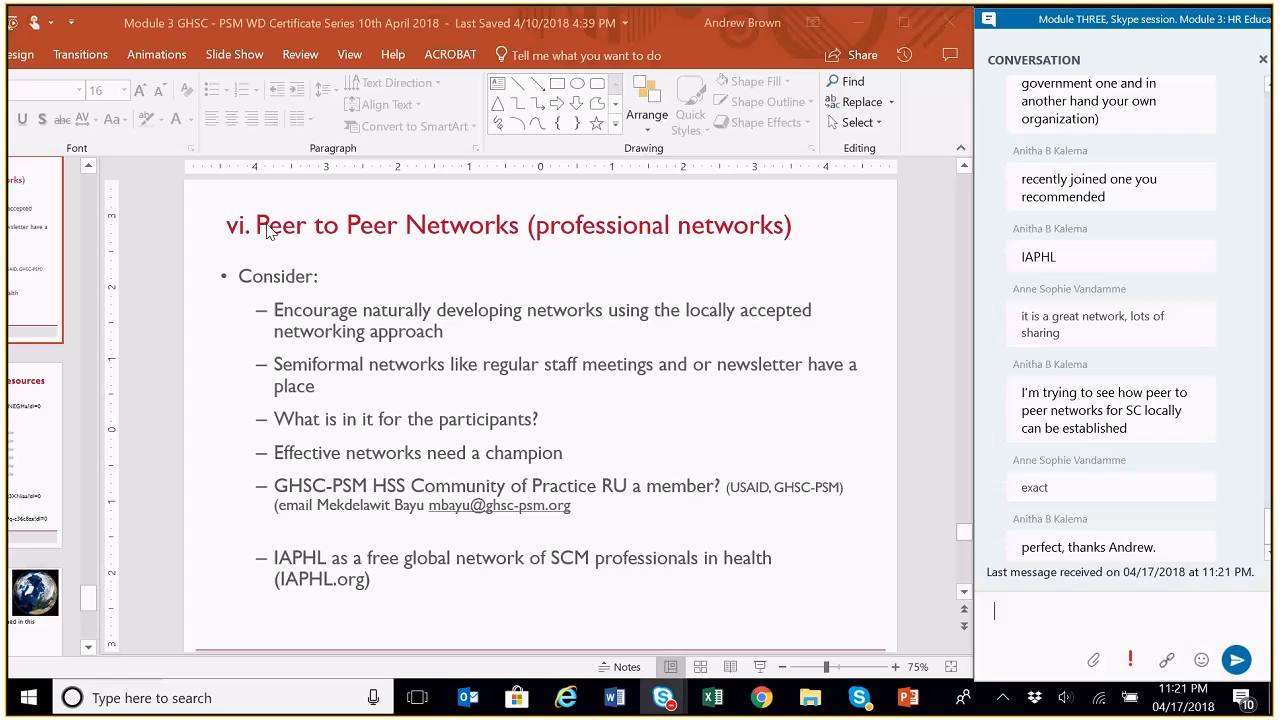 Module 3 GHSC - PSM WD Certificate Series 10th April 2018 - Last Saved 4/10/2018 4:39 PM
Andrew Brown
esign Transitions Animations Slide Show Review View Help ACROBAT Tell me what you want to do Share
16
Text Direction
Align Text
Convert to SmartArt
Arrange
Quick Styles
Shape Fill
Shape Outline
Shape Effects
Find
Replace
Select
Font
Paragraph
Drawing
Editing
4 2 1 0 2 4
vi. Peer to Peer Networks (professional networks)
• Consider:
– Encourage naturally developing networks using the locally accepted
networking approach
– Semiformal networks like regular staff meetings and or newsletter have a
place
– What is in it for the participants?
– Effective networks need a champion
– GHSC-PSM HSS Community of Practice RU a member? (USAID, GHSC-PSM)
(email Mekdelawit Bayu mbayu@ghsc-psm.org
– IAPHL as a free global network of SCM professionals in health
(IAPHL.org)
Notes
75%
Module THREE, Skype session. Module 3: HR Educa
CONVERSATION
government one and in
another hand your own
organization)
Anitha B Kalema
recently joined one you
recommended
Anitha B Kalema
IAPHL
Anne Sophie Vandamme
it is a great network, lots of
sharing
Anitha B Kalema
I'm trying to see how peer to
peer networks for SC locally
can be established
Anne Sophie Vandamme
exact
Anitha B Kalema
perfect, thanks Andrew.
Last message received on 04/17/2018 at 11:21 PM.
Type here to search
11:21 PM
04/17/2018
10